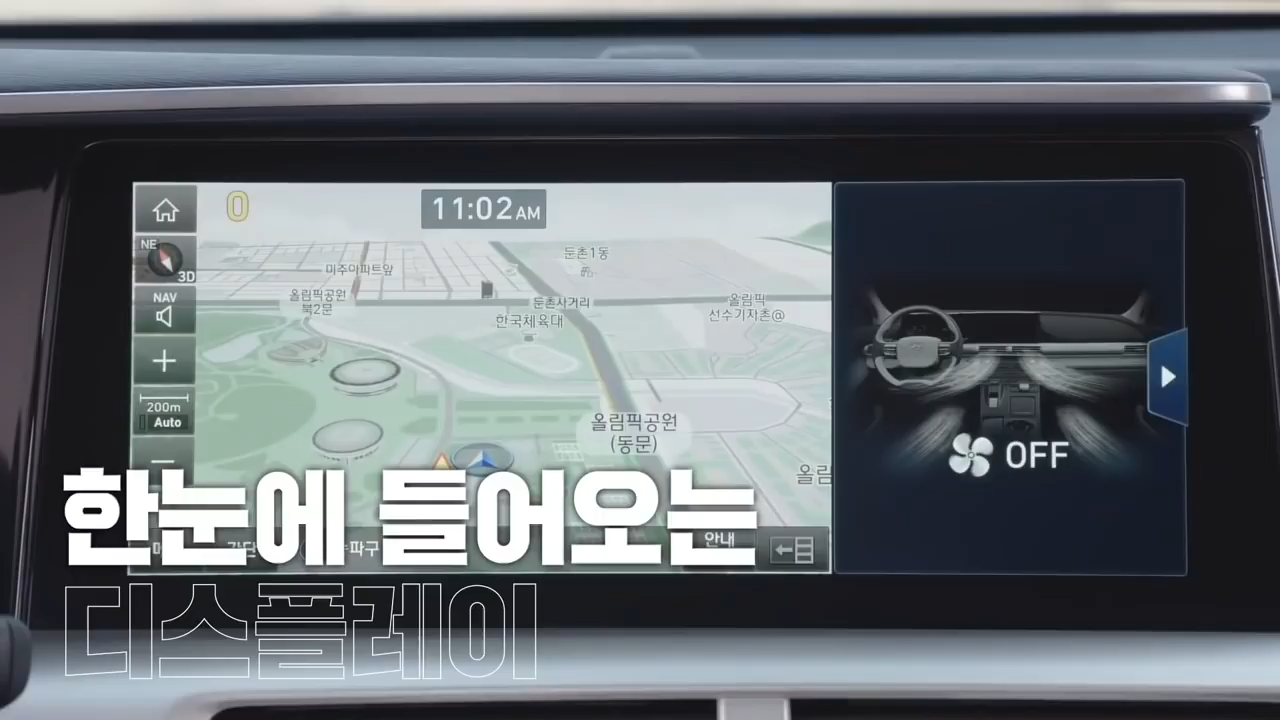 0
11:02 AM
NE
3D
NAV
200m
Auto
둔촌1동
미주아파트앞
올림픽공원
북2문
둔촌사거리
한국체육대
올림픽
선수기자촌@
올림픽공원
(동문)
올림
안내
OFF
한눈에 들어오는
디스플레이